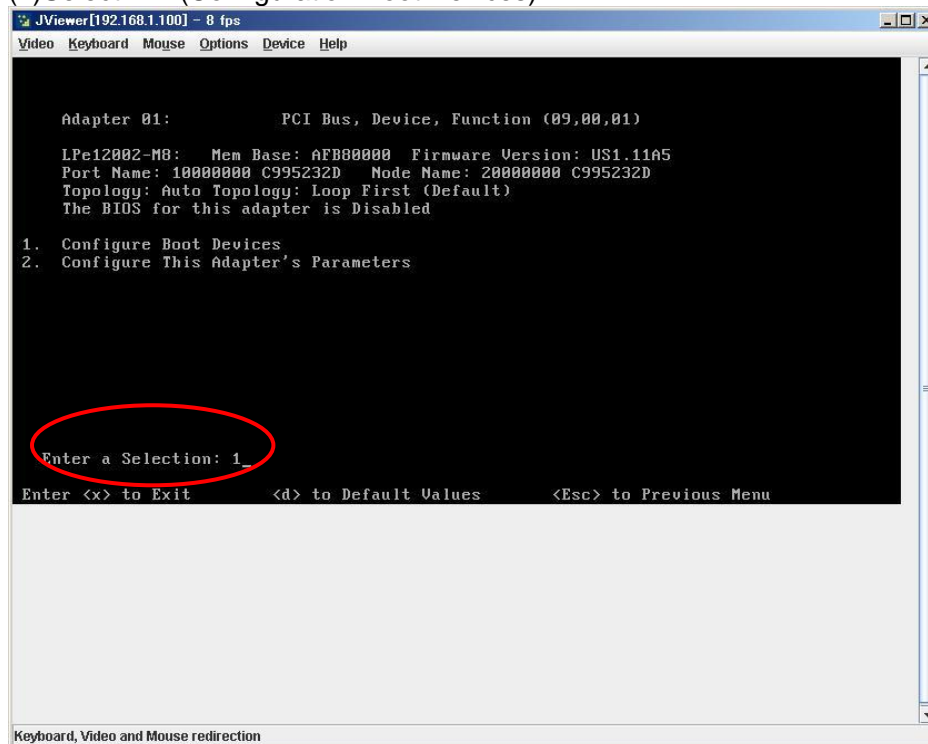 JViewer[192.168.1.100] – 8 fps
Video Keyboard Mouse Options Device Help
Adapter 01: PCI Bus, Device, Function (09,00,01)
LPe12002-M8: Mem Base: AFB80000 Firmware Version: US1.11A5
Port Name: 10000000 C995232D Node Name: 20000000 C995232D
Topology: Auto Topology: Loop First (Default)
The BIOS for this adapter is Disabled
1. Configure Boot Devices
2. Configure This Adapter's Parameters
Enter a Selection: 1_
Enter <x> to Exit <d> to Default Values <Esc> to Previous Menu
Keyboard, Video and Mouse redirection